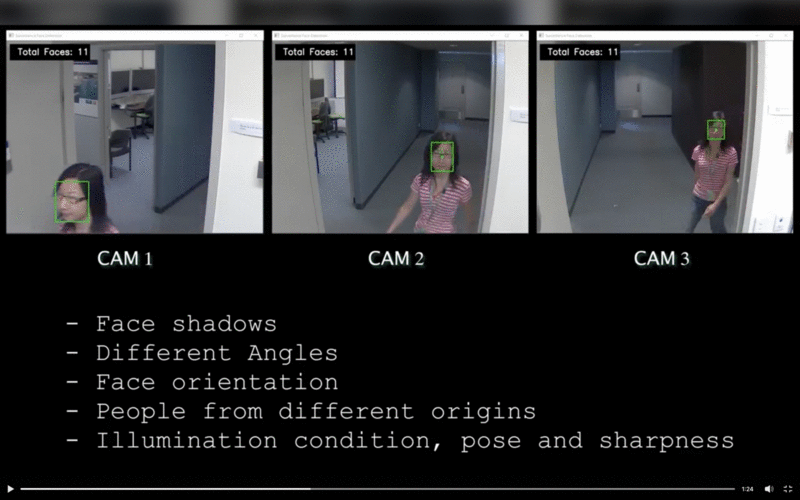 Total Faces: 11
Total Faces: 11
Total Faces: 11
CAM 1
CAM 2
CAM 3
- Face shadows
- Different Angles
- Face orientation
- People from different origins
- Illumination condition, pose and sharpness
1:24